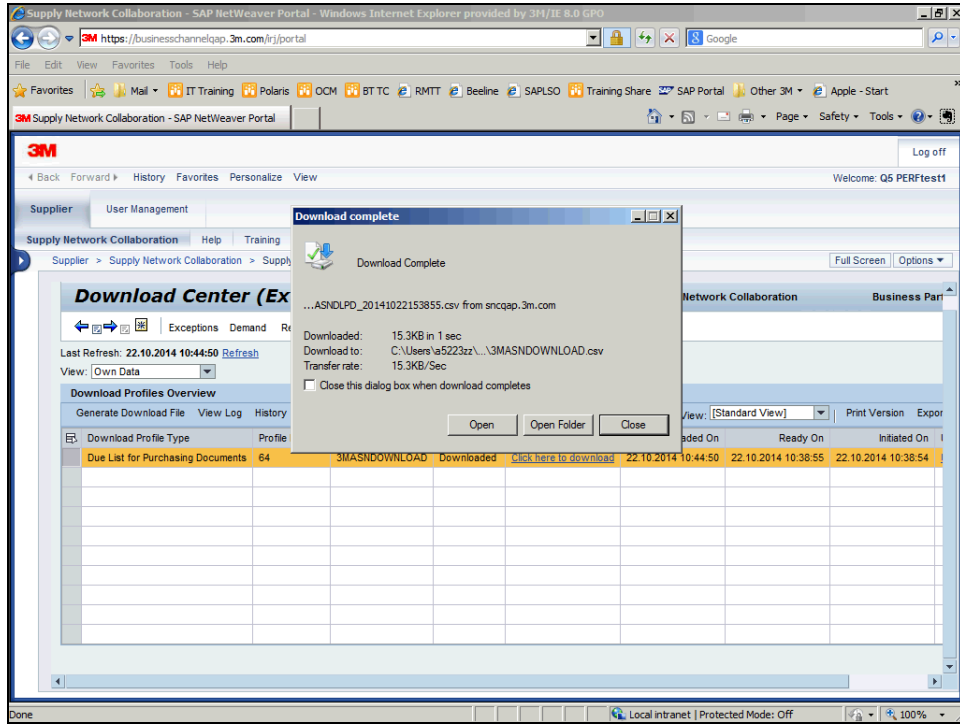 Supply Network Collaboration - SAP NetWeaver Portal - Windows Internet Explorer provided by 3M/IE 8.0 GPO
3M https://businesschannelqap.3m.com/irj/portal
Google
File Edit View Favorites Tools Help
Favorites Mail IT Training Polaris OCM BT TC RMTT Beeline SAPLSO Training Share SAP Portal Other 3M Apple - Start
3M Supply Network Collaboration - SAP NetWeaver Portal
Page Safety Tools
3M
Log off
Back Forward History Favorites Personalize View
Welcome: Q5 PERFtest1
Supplier User Management
Supply Network Collaboration Help Training
Supplier > Supply Network Collaboration > Supply
Full Screen Options
Download complete
Download Complete
...ASNDLPD_20141022153855.csv from sncqap.3m.com
Downloaded: 15.3KB in 1 sec
Download to: C:\Users\a5223zz\...\3MASNDOWNLOAD.csv
Transfer rate: 15.3KB/Sec
Close this dialog box when download completes
Open Open Folder Close
Download Center (Ex
Network Collaboration Business Part
Exceptions Demand Re
Last Refresh: 22.10.2014 10:44:50 Refresh
View: Own Data
Download Profiles Overview
Generate Download File View Log History
View: [Standard View] Print Version Expor
Download Profile Type Profile aded On Ready On Initiated On
Due List for Purchasing Documents 64 3MASNDOWNLOAD Downloaded Click here to download 22.10.2014 10:44:50 22.10.2014 10:38:55 22.10.2014 10:38:54
Done
Local intranet | Protected Mode: Off
100%